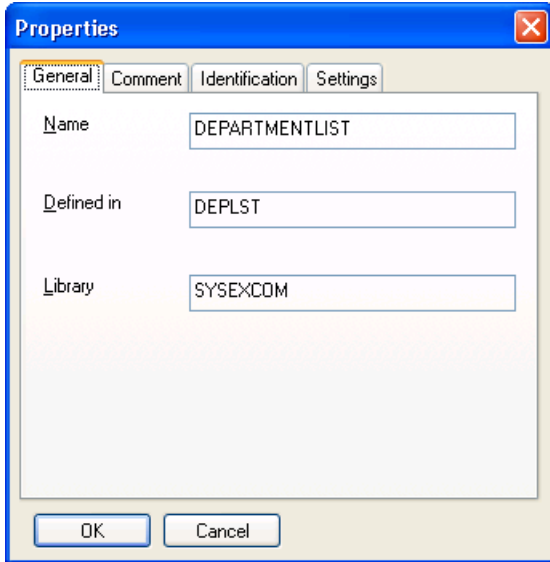 Properties
General Comment Identification Settings
Name DEPARTMENTLIST
Defined in DEPLST
Library SYSEXCOM
OK Cancel